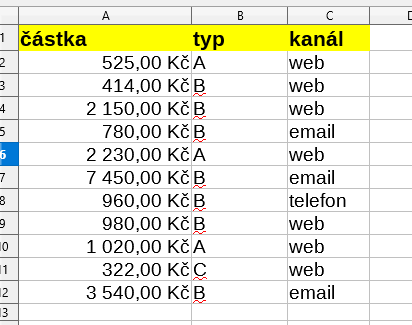 A B C
1 částka typ kanál
2 525,00 Kč A web
3 414,00 Kč B web
4 2 150,00 Kč B web
5 780,00 Kč B email
6 2 230,00 Kč A web
7 7 450,00 Kč B email
8 960,00 Kč B telefon
9 980,00 Kč B web
10 1 020,00 Kč A web
11 322,00 Kč C web
12 3 540,00 Kč B email
13